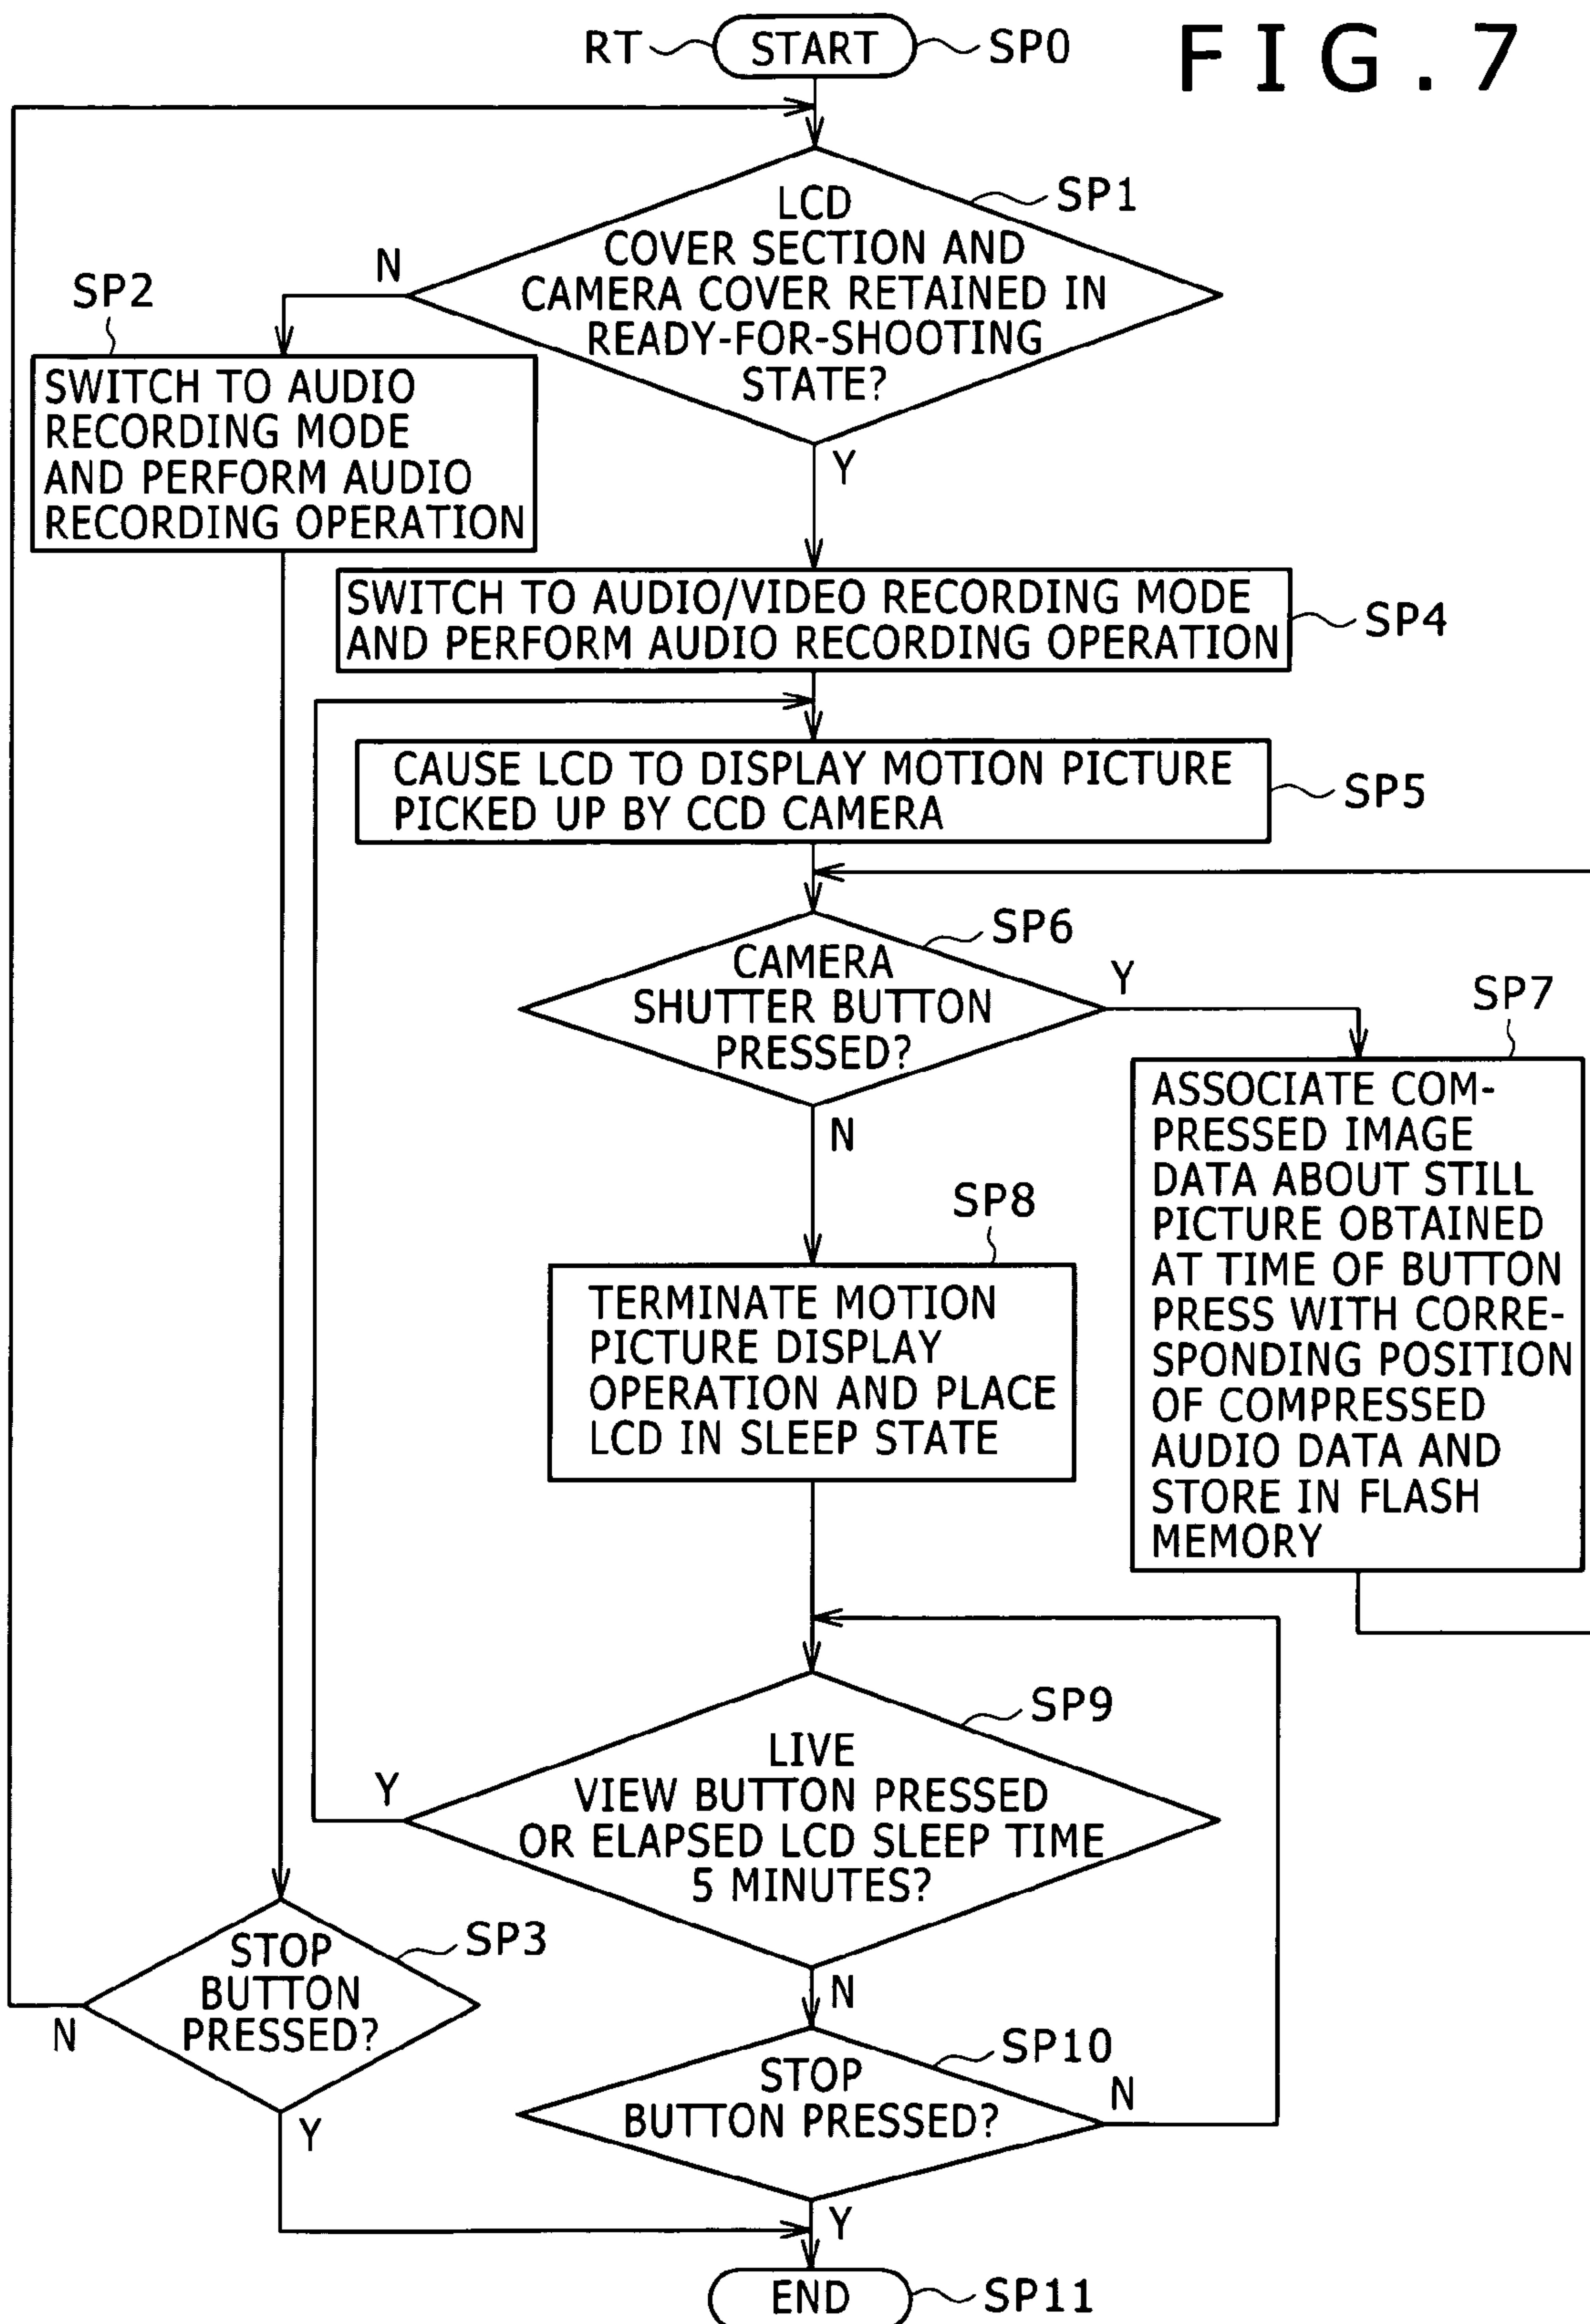 FIG.7
RT
START
SP0
LCD
COVER SECTION AND
CAMERA COVER RETAINED IN
READY-FOR-SHOOTING
STATE?
SP1
N
Y
SP2
SWITCH TO AUDIO
RECORDING MODE
AND PERFORM AUDIO
RECORDING OPERATION
SWITCH TO AUDIO/VIDEO RECORDING MODE
AND PERFORM AUDIO RECORDING OPERATION
SP4
CAUSE LCD TO DISPLAY MOTION PICTURE
PICKED UP BY CCD CAMERA
SP5
CAMERA
SHUTTER BUTTON
PRESSED?
SP6
Y
N
SP7
ASSOCIATE COM-
PRESSED IMAGE
DATA ABOUT STILL
PICTURE OBTAINED
AT TIME OF BUTTON
PRESS WITH CORRE-
SPONDING POSITION
OF COMPRESSED
AUDIO DATA AND
STORE IN FLASH
MEMORY
SP8
TERMINATE MOTION
PICTURE DISPLAY
OPERATION AND PLACE
LCD IN SLEEP STATE
LIVE
VIEW BUTTON PRESSED
OR ELAPSED LCD SLEEP TIME
5 MINUTES?
SP9
Y
N
STOP
BUTTON
PRESSED?
SP3
N
Y
STOP
BUTTON PRESSED?
SP10
N
Y
END
SP11